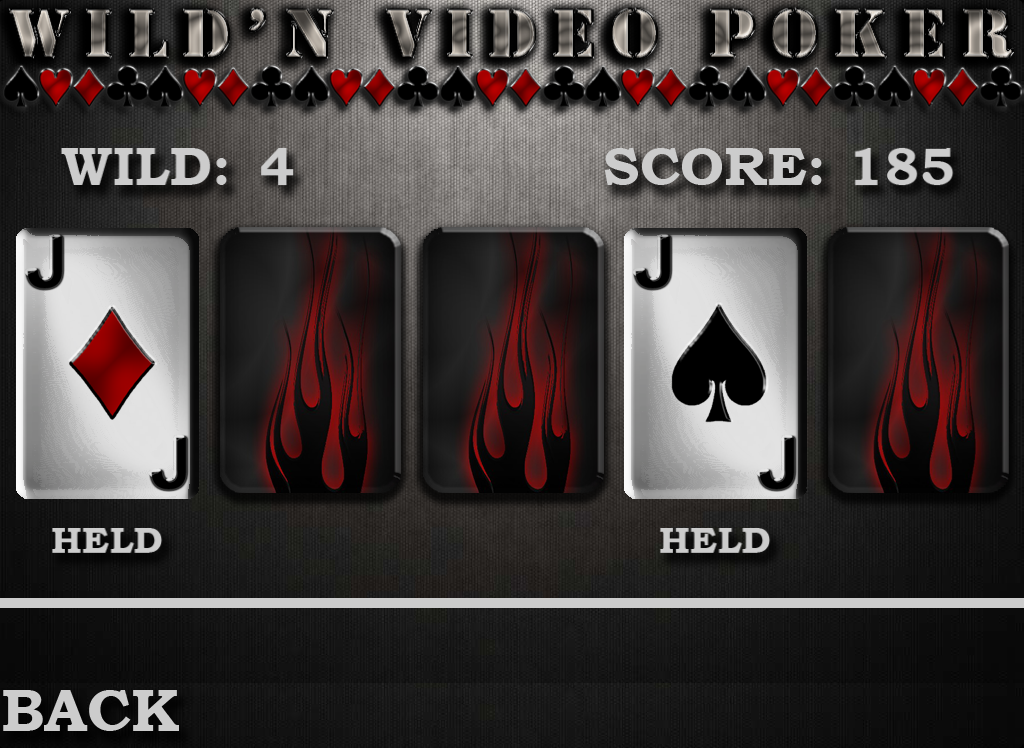 WILD'N VIDEO POKER
WILD: 4 SCORE: 185
J J
J J
HELD HELD
BACK